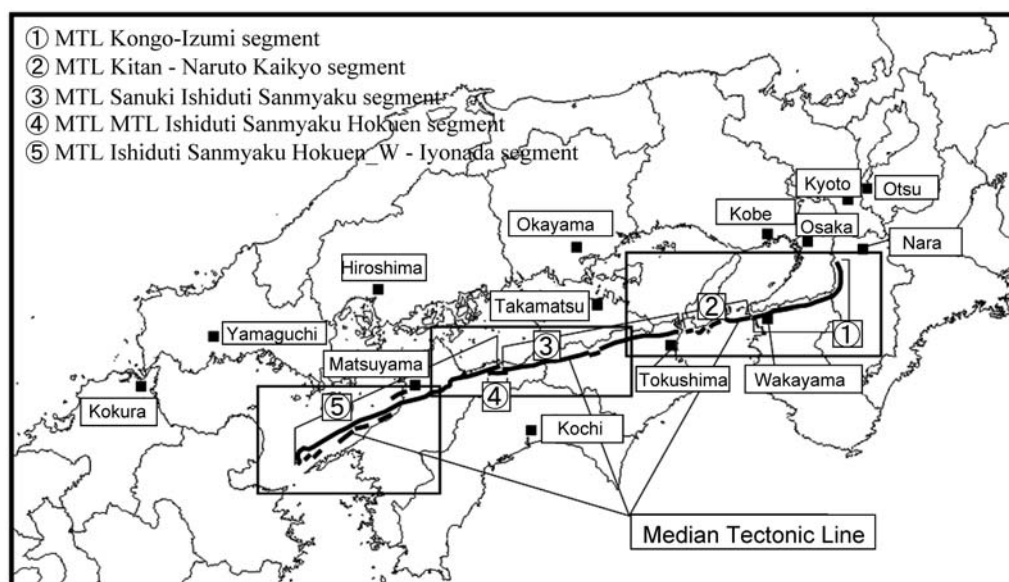 ① MTL Kongo-Izumi segment
② MTL Kitan - Naruto Kaikyo segment
③ MTL Sanuki Ishiduti Sanmyaku segment
④ MTL MTL Ishiduti Sanmyaku Hokuen segment
⑤ MTL Ishiduti Sanmyaku Hokuen_W - Iyonada segment
Kyoto
Otsu
Kobe
Osaka
Okayama
Nara
Hiroshima
Takamatsu
②
①
Yamaguchi
③
Matsuyama
Tokushima
Wakayama
④
⑤
Kokura
Kochi
Median Tectonic Line